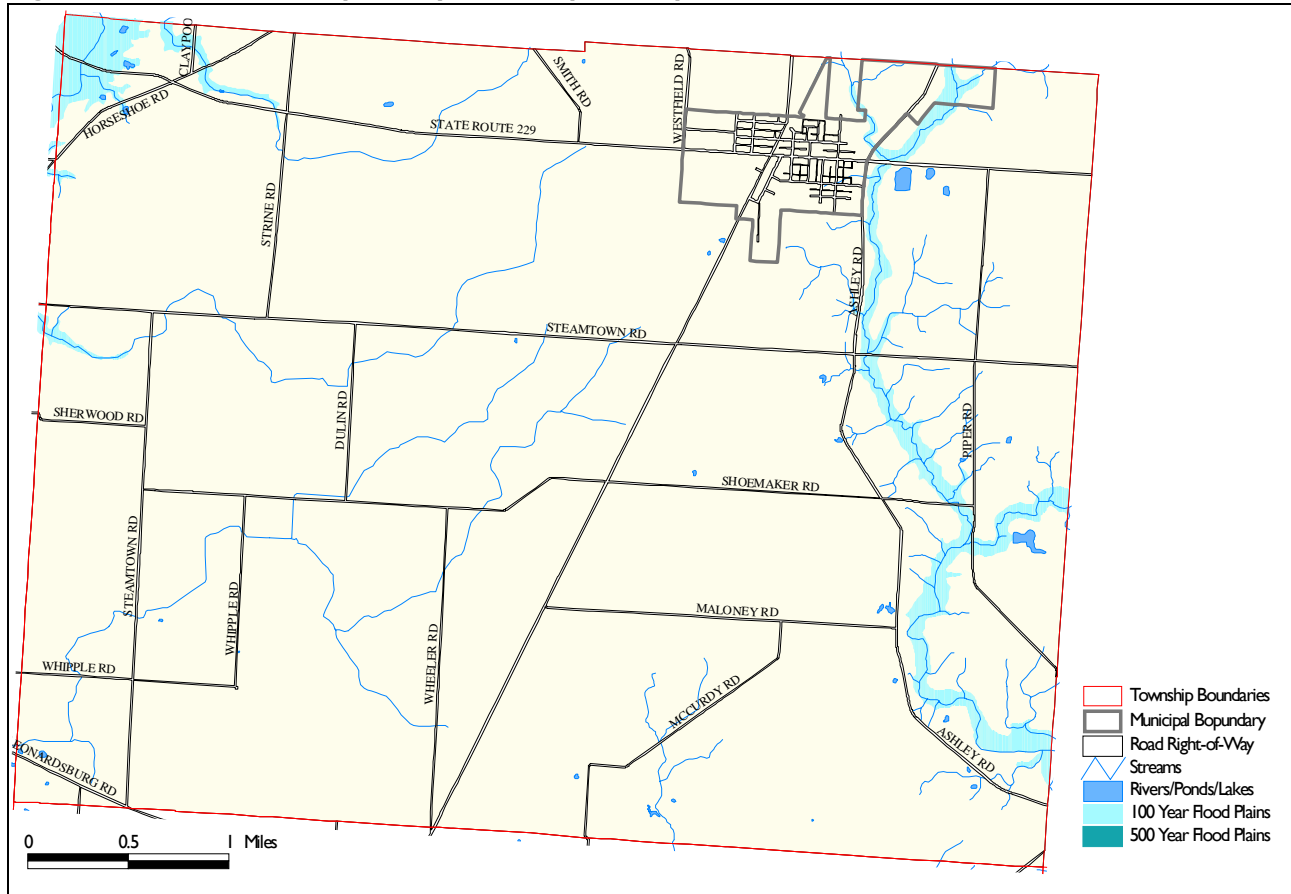 CLAYPOO
HORSESHOE RD
SMITH RD
WESTFIELD RD
STATE ROUTE 229
STRINE RD
ASHLEY RD
STEAMTOWN RD
SHERWOOD RD
DULIN RD
PIPER RD
SHOEMAKER RD
STEAMTOWN RD
WHIPPLE RD
MALONEY RD
WHEELER RD
WHIPPLE RD
MCCURDY RD
ASHLEY RD
EONARDSBURG RD
Township Boundaries
Municipal Bopundary
Road Right-of-Way
Streams
Rivers/Ponds/Lakes
100 Year Flood Plains
500 Year Flood Plains
0 0.5 1 Miles